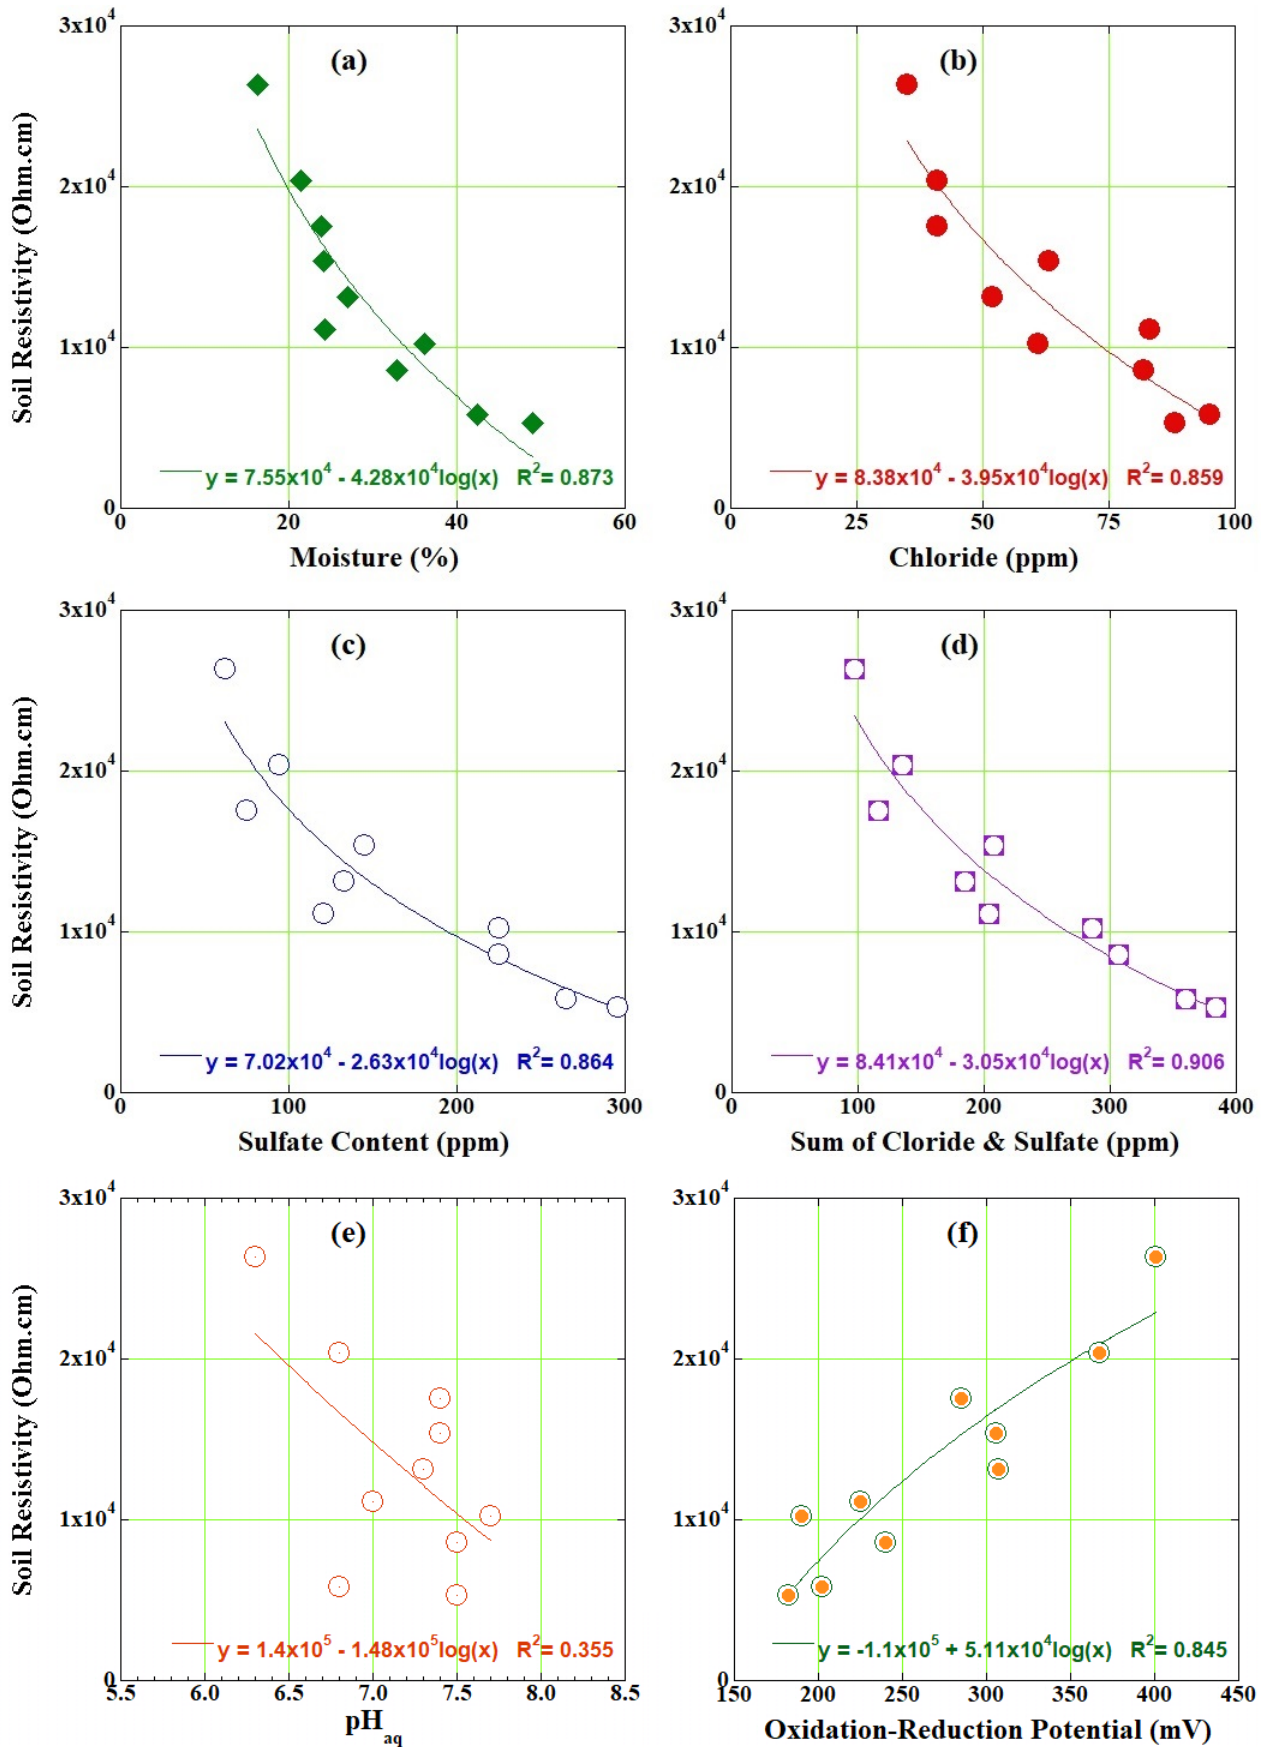 3x10⁴
2x10⁴
1x10⁴
0
Soil Resistivity (Ohm.cm)
(a)
y = 7.55x10⁴ - 4.28x10⁴log(x) R²= 0.873
0 20 40 60
Moisture (%)
3x10⁴
2x10⁴
1x10⁴
0
(b)
y = 8.38x10⁴ - 3.95x10⁴log(x) R²= 0.859
0 25 50 75 100
Chloride (ppm)
3x10⁴
2x10⁴
1x10⁴
0
Soil Resistivity (Ohm.cm)
(c)
y = 7.02x10⁴ - 2.63x10⁴log(x) R²= 0.864
0 100 200 300
Sulfate Content (ppm)
3x10⁴
2x10⁴
1x10⁴
0
(d)
y = 8.41x10⁴ - 3.05x10⁴log(x) R²= 0.906
0 100 200 300 400
Sum of Cloride & Sulfate (ppm)
3x10⁴
2x10⁴
1x10⁴
0
Soil Resistivity (Ohm.cm)
(e)
y = 1.4x10⁵ - 1.48x10⁵log(x) R²= 0.355
5.5 6.0 6.5 7.0 7.5 8.0 8.5
pHaq
3x10⁴
2x10⁴
1x10⁴
0
(f)
y = -1.1x10⁵ + 5.11x10⁴log(x) R²= 0.845
150 200 250 300 350 400 450
Oxidation-Reduction Potential (mV)